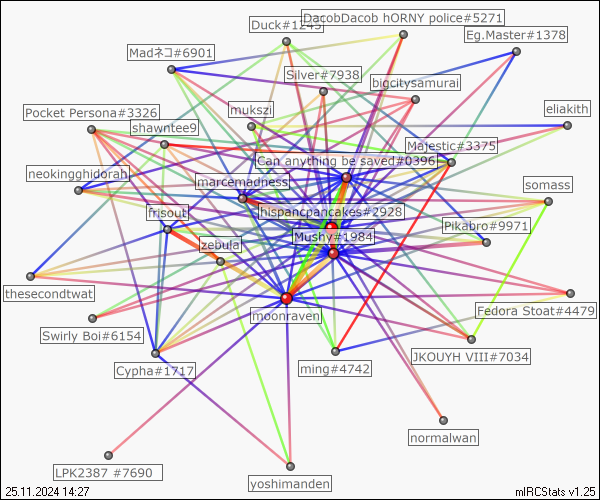 DacobDacob hORNY police#5271
Duck#1243
Eg.Master#1378
Madネコ#6901
Silver#7938
bigcitysamurai
Pocket Persona#3326
mukszi
eliakith
shawntee9
Majestic#3375
Can anything be saved#0396
neokingghidorah
marcemadness
somass
frisout
hispancpancakes#2928
Pikabro#9971
Mushy#1984
zebula
thesecondtwat
moonraven
Fedora Stoat#4479
Swirly Boi#6154
JKOUYH VIII#7034
Cypha#1717
ming#4742
normalwan
LPK2387 #7690
yoshimanden
25.11.2024 14:27
mIRCStats v1.25